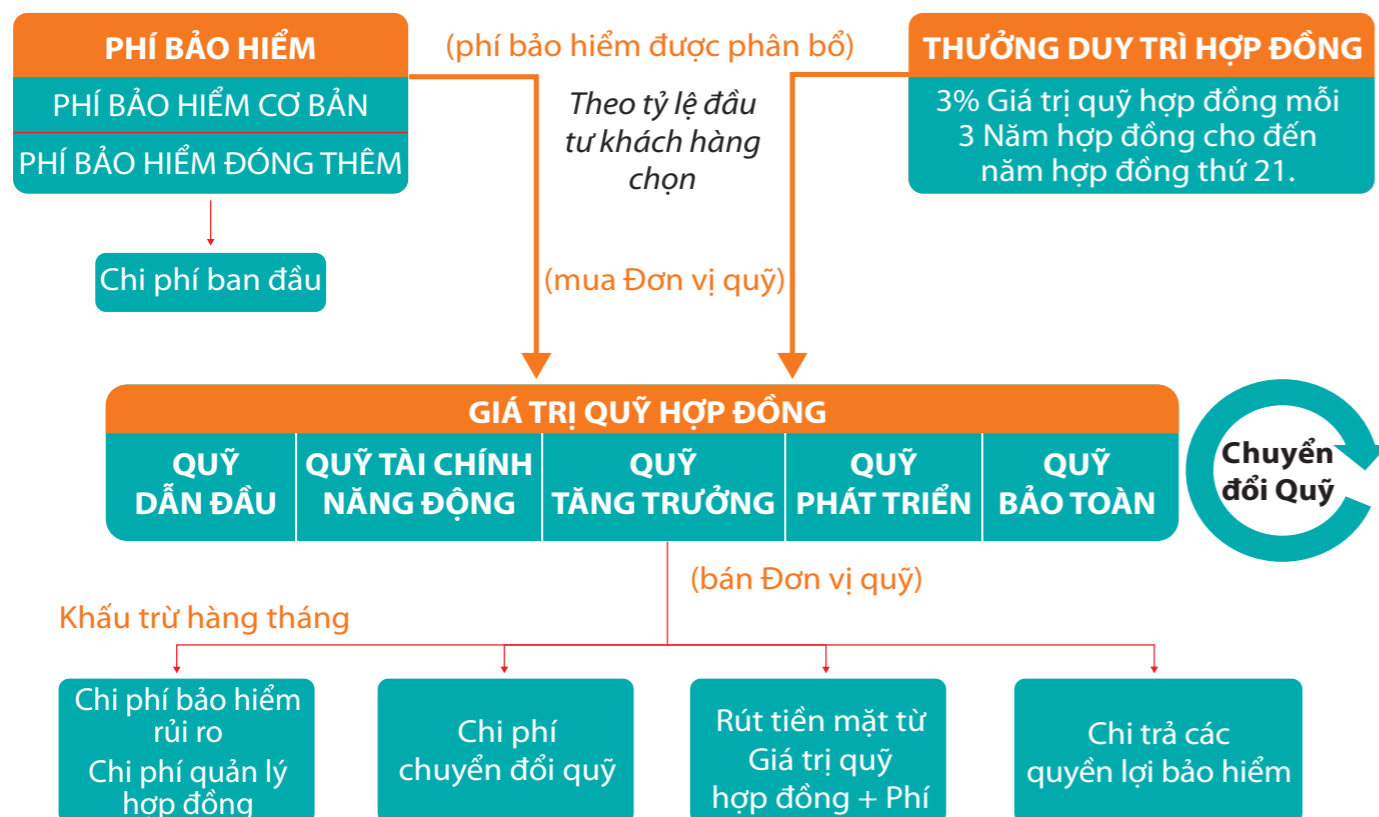 PHÍ BẢO HIỂM
PHÍ BẢO HIỂM CƠ BẢN
PHÍ BẢO HIỂM ĐÓNG THÊM
(phí bảo hiểm được phân bổ)
Theo tỷ lệ đầu
tư khách hàng
chọn
THƯỞNG DUY TRÌ HỢP ĐỒNG
3% Giá trị quỹ hợp đồng mỗi
3 Năm hợp đồng cho đến
năm hợp đồng thứ 21.
Chi phí ban đầu
(mua Đơn vị quỹ)
GIÁ TRỊ QUỸ HỢP ĐỒNG
QUỸ
DẪN ĐẦU
QUỸ TÀI CHÍNH
NĂNG ĐỘNG
QUỸ
TĂNG TRƯỞNG
QUỸ
PHÁT TRIỂN
QUỸ
BẢO TOÀN
Chuyển
đổi Quỹ
(bán Đơn vị quỹ)
Khấu trừ hàng tháng
Chi phí bảo hiểm
rủi ro
Chi phí quản lý
hợp đồng
Chi phí
chuyển đổi quỹ
Rút tiền mặt từ
Giá trị quỹ
hợp đồng + Phí
Chi trả các
quyền lợi bảo hiểm